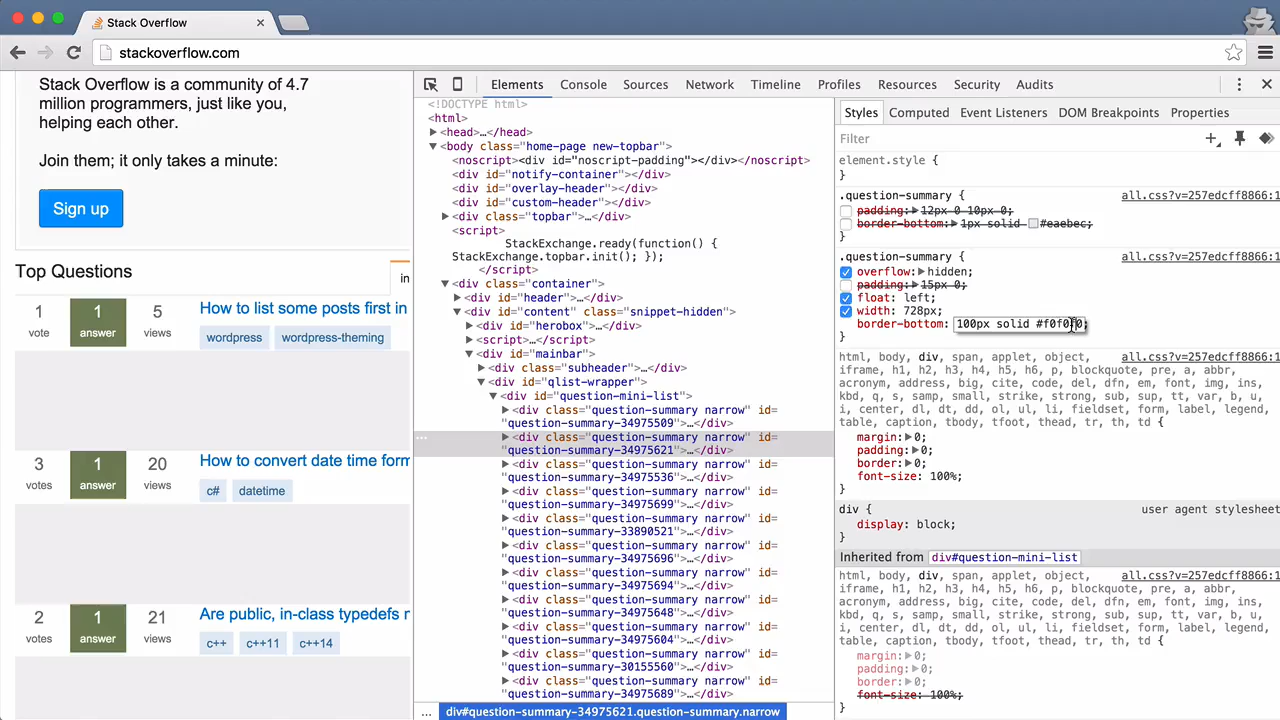 Stack Overflow
stackoverflow.com
Stack Overflow is a community of 4.7
million programmers, just like you,
helping each other.
Join them; it only takes a minute:
Sign up
Top Questions
in
1
vote
1
answer
5
views
How to list some posts first in
wordpress
wordpress-theming
3
votes
1
answer
20
views
How to convert date time form
c#
datetime
2
votes
1
answer
21
views
Are public, in-class typedefs r
c++
c++11
c++14
Elements
Console
Sources
Network
Timeline
Profiles
Resources
Security
Audits
<!DOCTYPE html>
<html>
<head>…</head>
<body class="home-page new-topbar">
<noscript><div id="noscript-padding"></div></noscript>
<div id="notify-container"></div>
<div id="overlay-header"></div>
<div id="custom-header"></div>
<div class="topbar">…</div>
<script>
StackExchange.ready(function() {
StackExchange.topbar.init(); });
</script>
<div class="container">
<div id="header">…</div>
<div id="content" class="snippet-hidden">
<div id="herobox">…</div>
<script>…</script>
<div id="mainbar">
<div class="subheader">…</div>
<div id="qlist-wrapper">
<div id="question-mini-list">
<div class="question-summary narrow" id=
"question-summary-34975509">…</div>
… <div class="question-summary narrow" id=
"question-summary-34975621">…</div>
<div class="question-summary narrow" id=
"question-summary-34975536">…</div>
<div class="question-summary narrow" id=
"question-summary-34975699">…</div>
<div class="question-summary narrow" id=
"question-summary-33890521">…</div>
<div class="question-summary narrow" id=
"question-summary-34975696">…</div>
<div class="question-summary narrow" id=
"question-summary-34975694">…</div>
<div class="question-summary narrow" id=
"question-summary-34975648">…</div>
<div class="question-summary narrow" id=
"question-summary-34975604">…</div>
<div class="question-summary narrow" id=
"question-summary-30155560">…</div>
<div class="question-summary narrow" id=
"question-summary-34975689">…</div>
... div#question-summary-34975621.question-summary.narrow
Styles
Computed
Event Listeners
DOM Breakpoints
Properties
Filter
element.style {
}
.question-summary { all.css?v=257edcff8866:1
padding: 12px 0 10px 0;
border-bottom: 1px solid #eaebec;
}
.question-summary { all.css?v=257edcff8866:1
overflow: hidden;
padding: 15px 0;
float: left;
width: 728px;
border-bottom: 100px solid #f0f0f0;
}
html, body, div, span, applet, object, all.css?v=257edcff8866:1
iframe, h1, h2, h3, h4, h5, h6, p, blockquote, pre, a, abbr,
acronym, address, big, cite, code, del, dfn, em, font, img, ins,
kbd, q, s, samp, small, strike, strong, sub, sup, tt, var, b, u,
i, center, dl, dt, dd, ol, ul, li, fieldset, form, label, legend,
table, caption, tbody, tfoot, thead, tr, th, td {
margin: 0;
padding: 0;
border: 0;
font-size: 100%;
}
div { user agent stylesheet
display: block;
}
Inherited from div#question-mini-list
html, body, div, span, applet, object, all.css?v=257edcff8866:1
iframe, h1, h2, h3, h4, h5, h6, p, blockquote, pre, a, abbr,
acronym, address, big, cite, code, del, dfn, em, font, img, ins,
kbd, q, s, samp, small, strike, strong, sub, sup, tt, var, b, u,
i, center, dl, dt, dd, ol, ul, li, fieldset, form, label, legend,
table, caption, tbody, tfoot, thead, tr, th, td {
margin: 0;
padding: 0;
border: 0;
font-size: 100%;
}